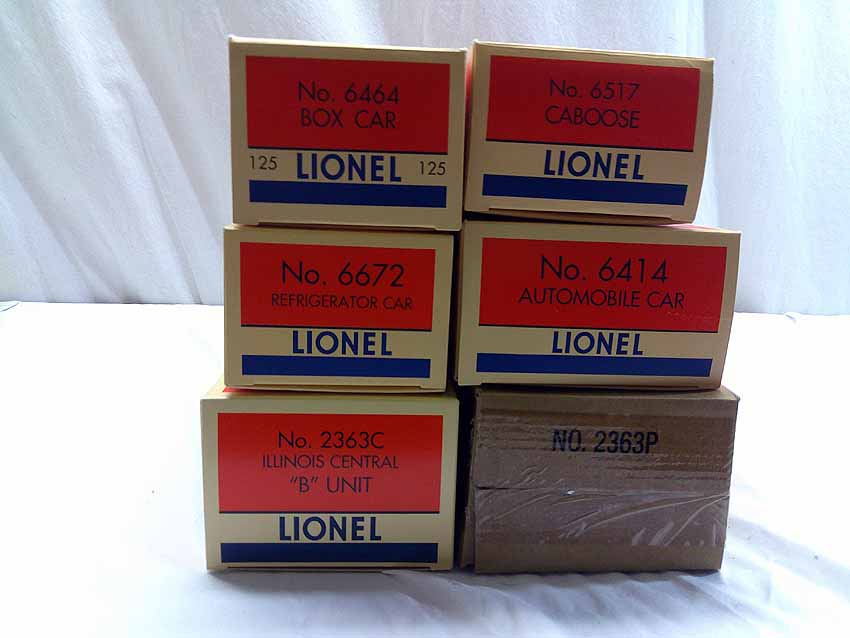 No. 6464
BOX CAR
125 LIONEL 125
No. 6517
CABOOSE
LIONEL
No. 6672
REFRIGERATOR CAR
LIONEL
No. 6414
AUTOMOBILE CAR
LIONEL
No. 2363C
ILLINOIS CENTRAL
"B" UNIT
LIONEL
NO. 2363P